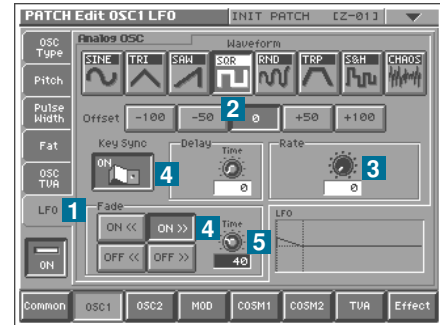 PATCH Edit OSC1 LFO INIT PATCH [Z-01]
OSC Type
Analog OSC
Waveform
SINE TRI SAW SQR RND TRP S&H CHAOS
Pitch
Pulse Width
Offset -100 -50 2 0 +50 +100
Fat
Key Sync
ON
4
Delay
Time
0
Rate
3
0
OSC TVA
LFO 1
Fade
ON << ON >> 4
Time
5
OFF << OFF >>
40
LFO
ON
Common OSC1 OSC2 MOD COSM1 COSM2 TVA Effect